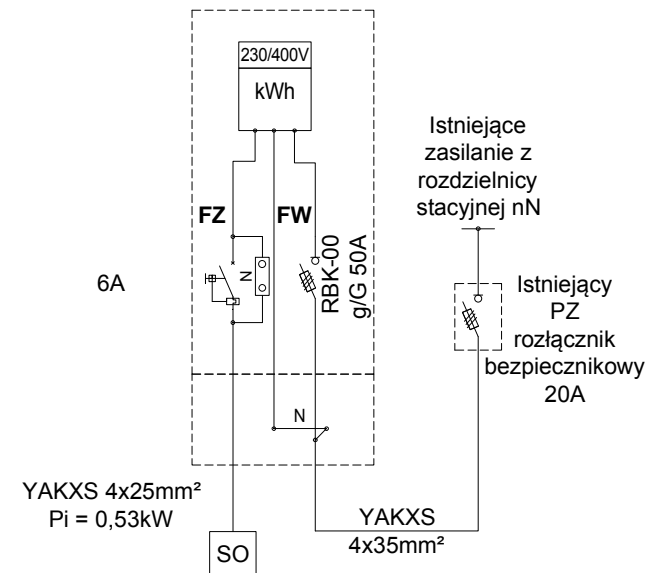 230/400V
kWh
Istniejące
zasilanie z
rozdzielnicy
stacyjnej nN
FZ
FW
N
RBK-00
g/G 50A
6A
Istniejący
PZ
rozłącznik
bezpiecznikowy
20A
N
YAKXS 4x25mm²
Pi = 0,53kW
YAKXS
4x35mm²
SO